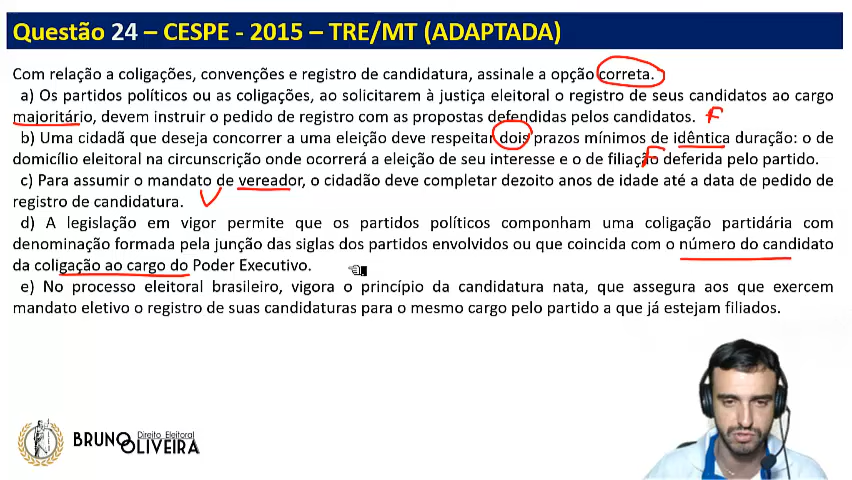 Questão 24 – CESPE - 2015 – TRE/MT (ADAPTADA)
Com relação a coligações, convenções e registro de candidatura, assinale a opção correta.
a) Os partidos políticos ou as coligações, ao solicitarem à justiça eleitoral o registro de seus candidatos ao cargo
majoritário, devem instruir o pedido de registro com as propostas defendidas pelos candidatos. F
b) Uma cidadã que deseja concorrer a uma eleição deve respeitar dois prazos mínimos de idêntica duração: o de
domicílio eleitoral na circunscrição onde ocorrerá a eleição de seu interesse e o de filiação deferida pelo partido. F
c) Para assumir o mandato de vereador, o cidadão deve completar dezoito anos de idade até a data de pedido de
registro de candidatura. V
d) A legislação em vigor permite que os partidos políticos componham uma coligação partidária com
denominação formada pela junção das siglas dos partidos envolvidos ou que coincida com o número do candidato
da coligação ao cargo do Poder Executivo.
e) No processo eleitoral brasileiro, vigora o princípio da candidatura nata, que assegura aos que exercem
mandato eletivo o registro de suas candidaturas para o mesmo cargo pelo partido a que já estejam filiados.
Direito Eleitoral
BRUNO
OLIVEIRA